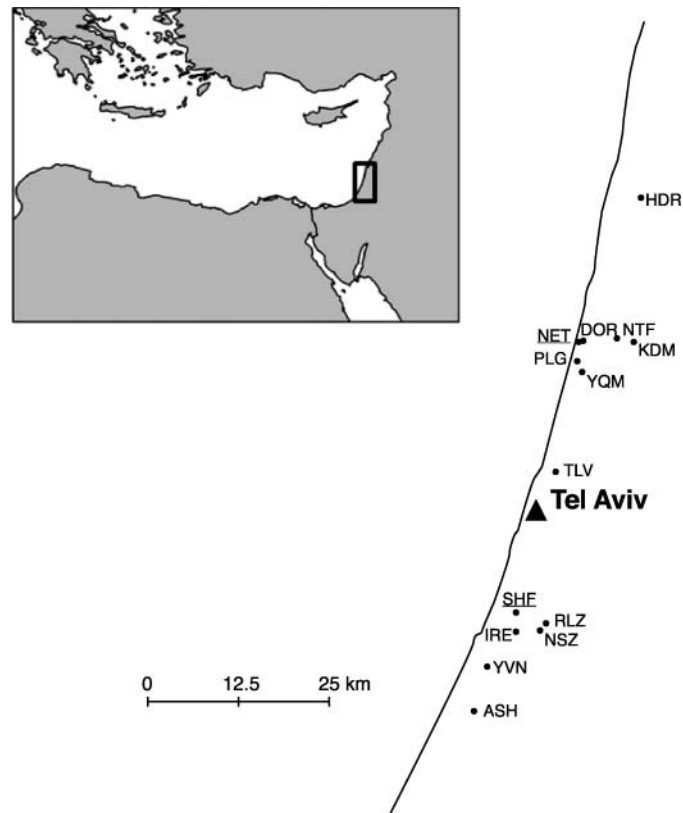 HDR
NET
DOR
NTF
KDM
PLG
YQM
TLV
Tel Aviv
SHF
RLZ
IRE
NSZ
YVN
0 12.5 25 km
ASH